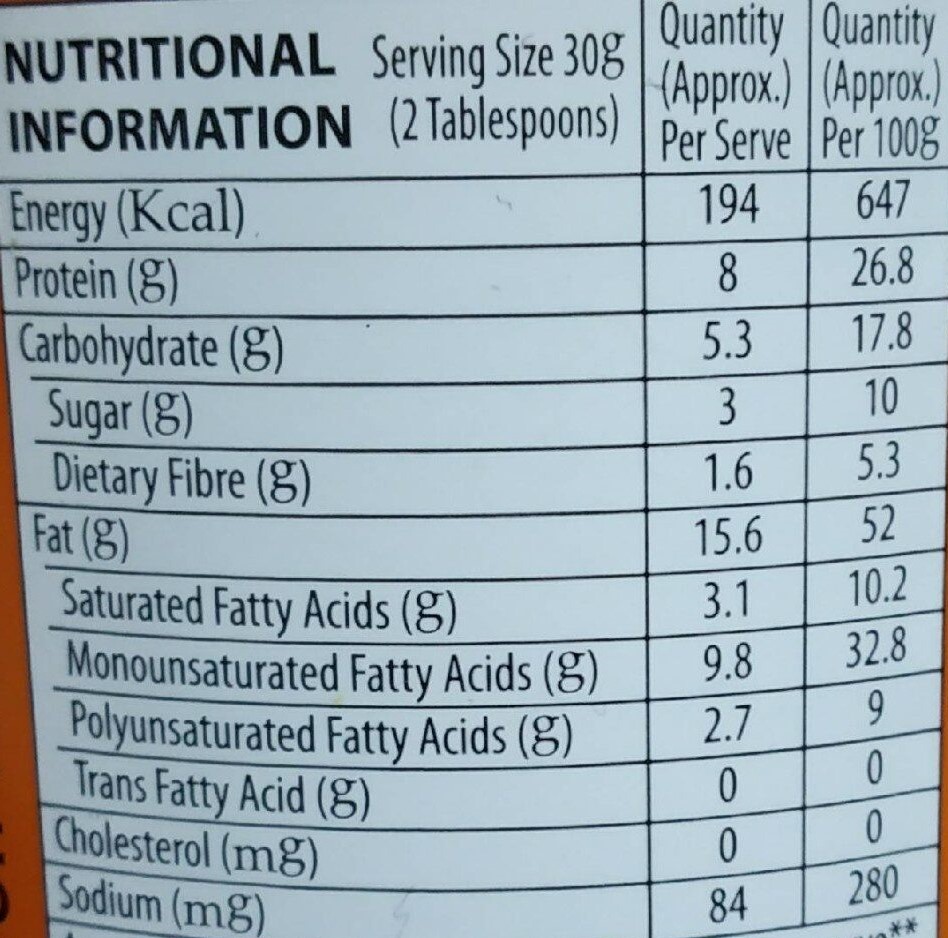 NUTRITIONAL INFORMATION Serving Size 30g (2 Tablespoons) Quantity (Approx.) Per Serve Quantity (Approx.) Per 100g
Energy (Kcal) 194 647
Protein (g) 8 26.8
Carbohydrate (g) 5.3 17.8
Sugar (g) 3 10
Dietary Fibre (g) 1.6 5.3
Fat (g) 15.6 52
Saturated Fatty Acids (g) 3.1 10.2
Monounsaturated Fatty Acids (g) 9.8 32.8
Polyunsaturated Fatty Acids (g) 2.7 9
Trans Fatty Acid (g) 0 0
Cholesterol (mg) 0 0
Sodium (mg) 84 280
**